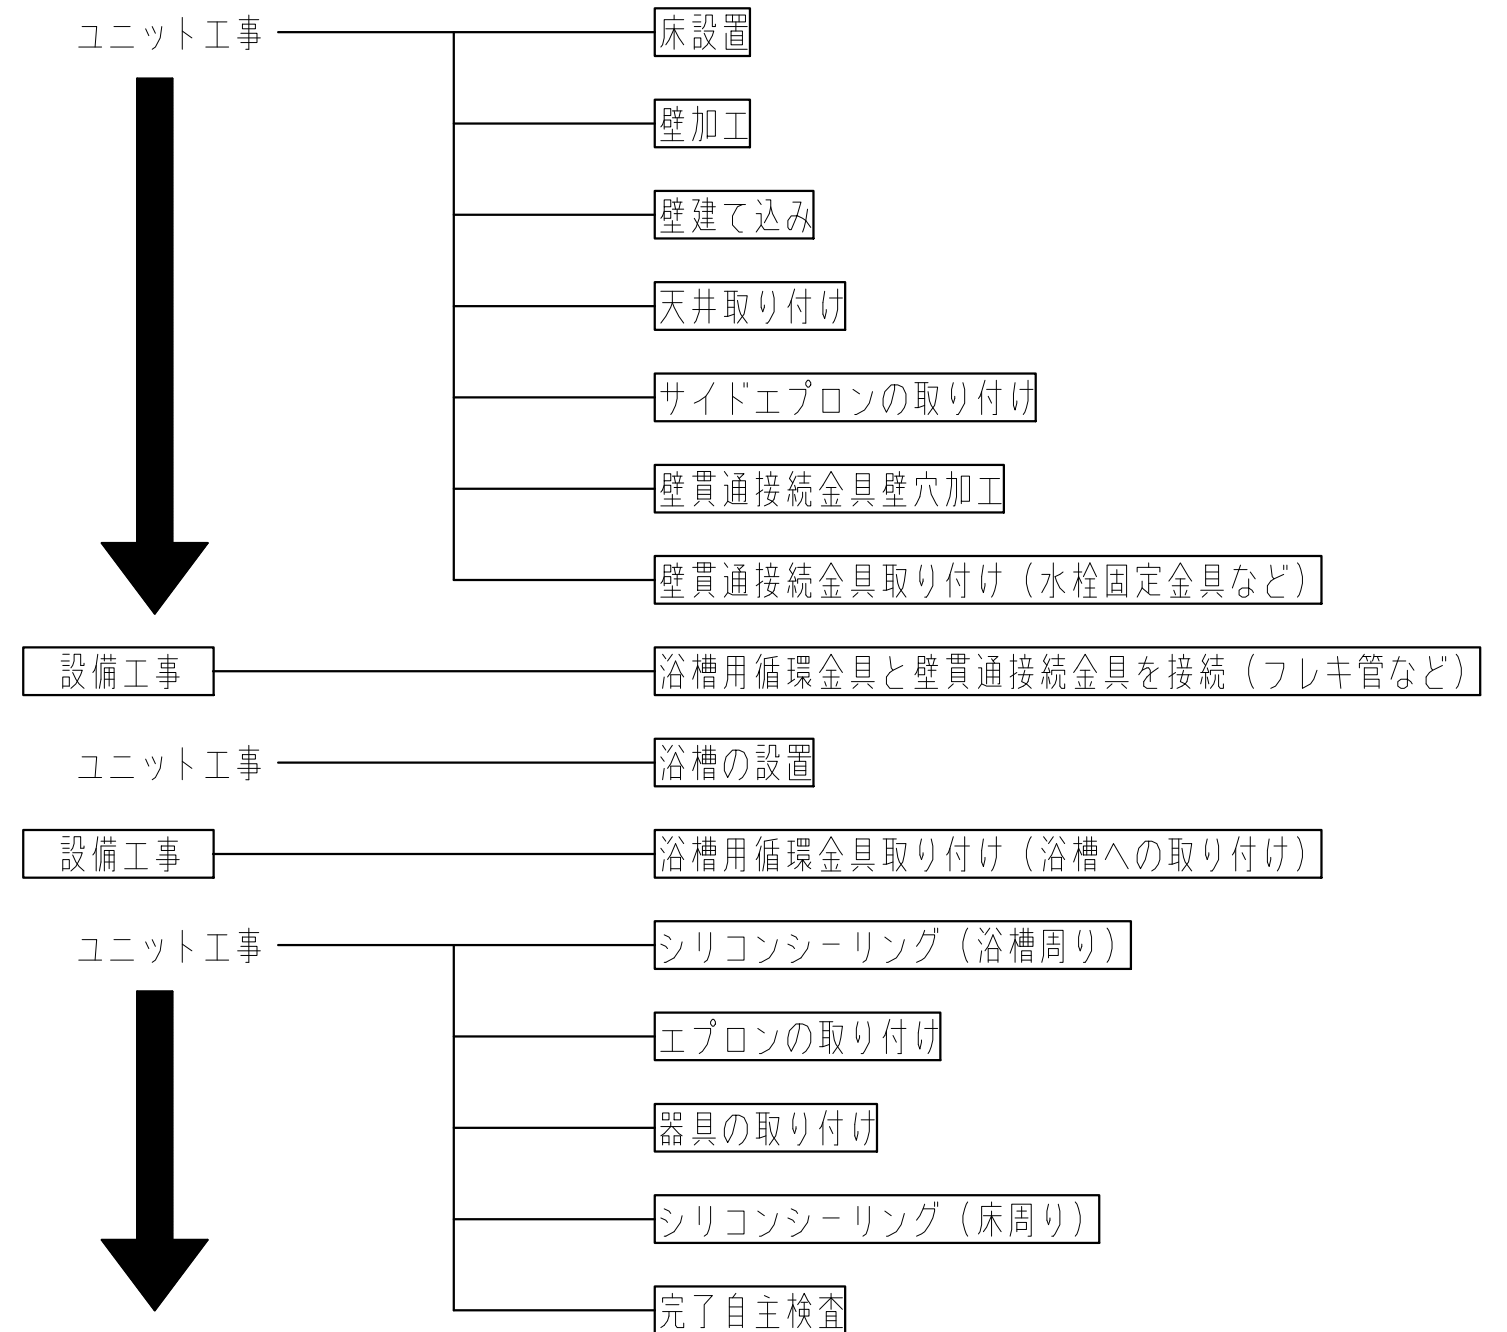 ユニット工事 床設置
壁加工
壁建て込み
天井取り付け
サイドエプロンの取り付け
壁貫通接続金具壁穴加工
壁貫通接続金具取り付け（水栓固定金具など）
設備工事 浴槽用循環金具と壁貫通接続金具を接続（フレキ管など）
ユニット工事 浴槽の設置
設備工事 浴槽用循環金具取り付け（浴槽への取り付け）
ユニット工事 シリコンシーリング（浴槽周り）
エプロンの取り付け
器具の取り付け
シリコンシーリング（床周り）
完了自主検査